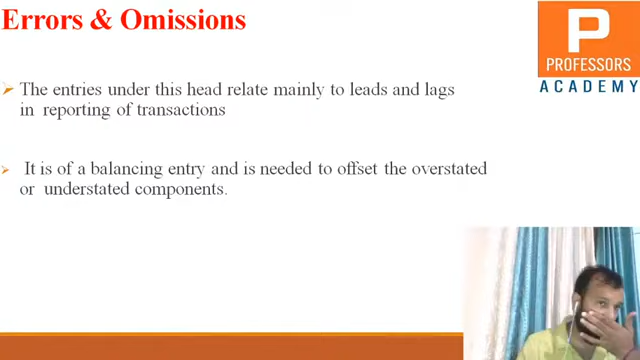 Errors & Omissions
The entries under this head relate mainly to leads and lags
in reporting of transactions
It is of a balancing entry and is needed to offset the overstated
or understated components.
P
PROFESSORS
ACADEMY